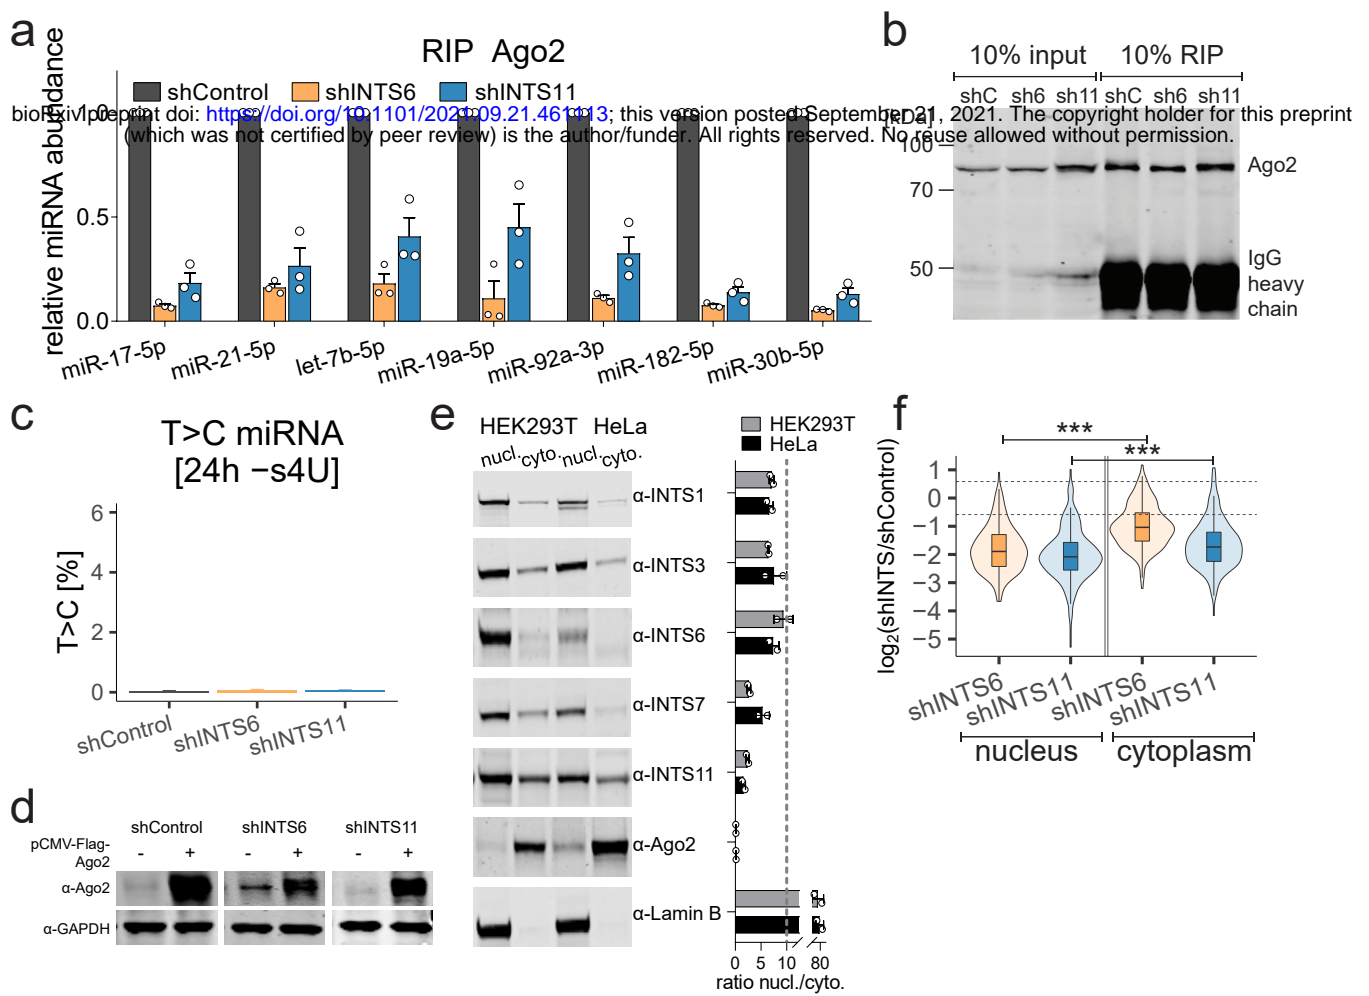 a
RIP Ago2
shControl
shINTS6
shINTS11
relative miRNA abundance
1.0
0.5
0.0
miR-17-5p
miR-21-5p
let-7b-5p
miR-19a-5p
miR-92a-3p
miR-182-5p
miR-30b-5p
bioRxiv preprint doi: https://doi.org/10.1101/2021.09.21.461113; this version posted September 21, 2021. The copyright holder for this preprint
(which was not certified by peer review) is the author/funder. All rights reserved. No reuse allowed without permission.
b
10% input 10% RIP
shC sh6 sh11 shC sh6 sh11
[kDa]
100
70
50
Ago2
IgG
heavy
chain
c
T>C miRNA
[24h −s4U]
T>C [%]
6
4
2
0
shControl
shINTS6
shINTS11
d
shControl shINTS6 shINTS11
pCMV-Flag-
Ago2
- + - + - +
α-Ago2
α-GAPDH
e
HEK293T HeLa
nucl. cyto. nucl. cyto.
α-INTS1
α-INTS3
α-INTS6
α-INTS7
α-INTS11
α-Ago2
α-Lamin B
HEK293T
HeLa
0 5 10 80
ratio nucl./cyto.
f
log2(shINTS/shControl)
1
0
−1
−2
−3
−4
−5
***
***
shINTS6
shINTS11
shINTS6
shINTS11
nucleus cytoplasm